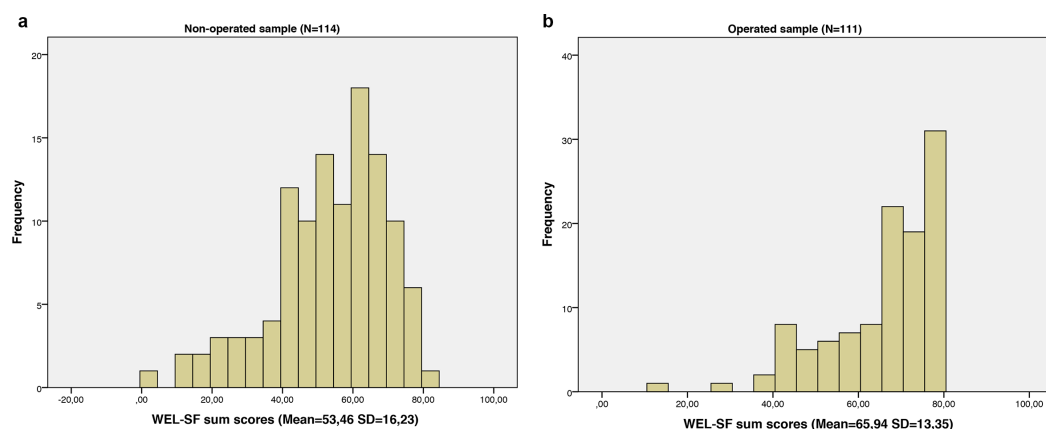 a
Non-operated sample (N=114)
20
15
10
5
0
Frequency
-20,00 ,00 20,00 40,00 60,00 80,00 100,00
WEL-SF sum scores (Mean=53,46 SD=16,23)
b
Operated sample (N=111)
40
30
20
10
0
Frequency
,00 20,00 40,00 60,00 80,00 100,00
WEL-SF sum scores (Mean=65,94 SD=13,35)